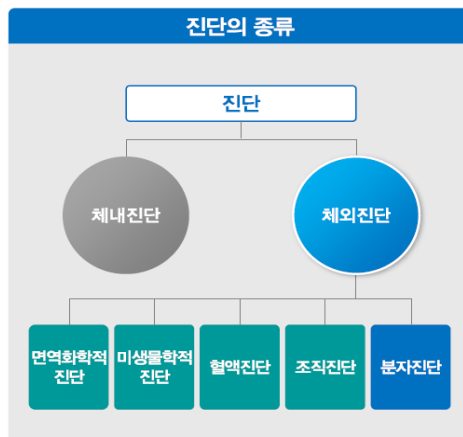 진단의 종류
진단
체내진단
체외진단
면역화학적
진단
미생물학적
진단
혈액진단
조직진단
분자진단